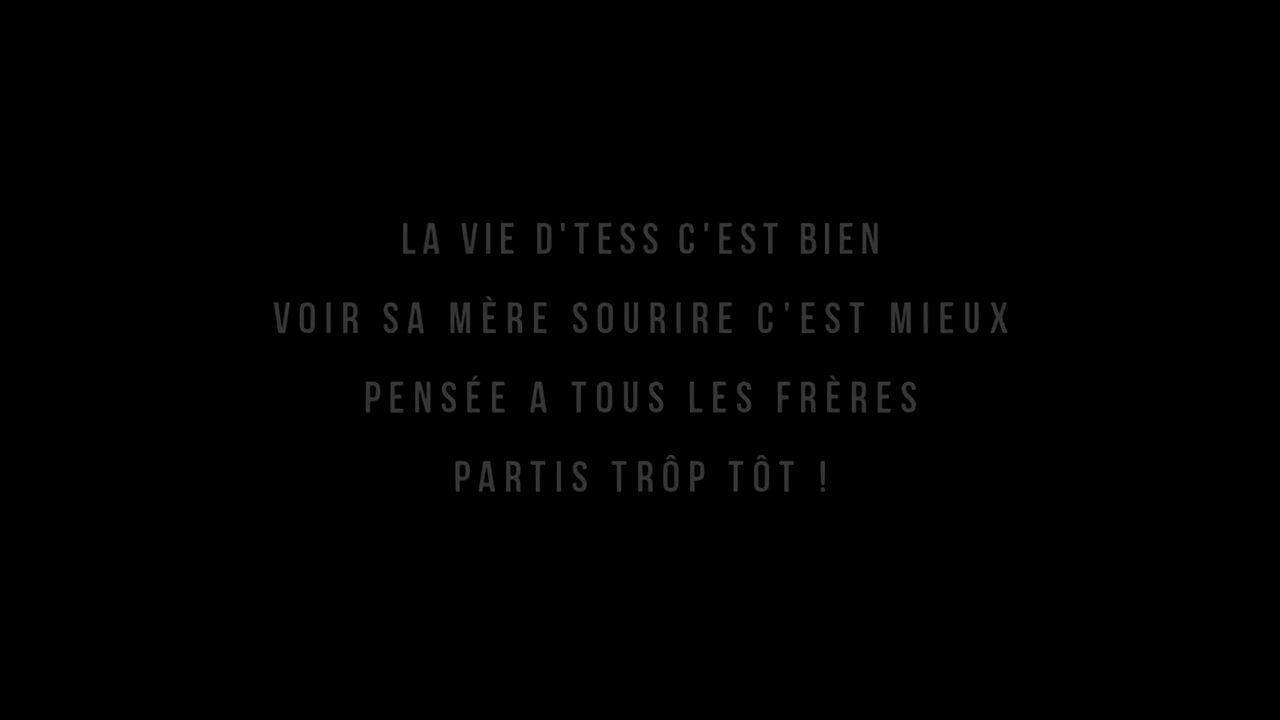 LA VIE D'TESS C'EST BIEN
VOIR SA MÈRE SOURIRE C'EST MIEUX
PENSÉE A TOUS LES FRÈRES
PARTIS TRÔP TÔT !